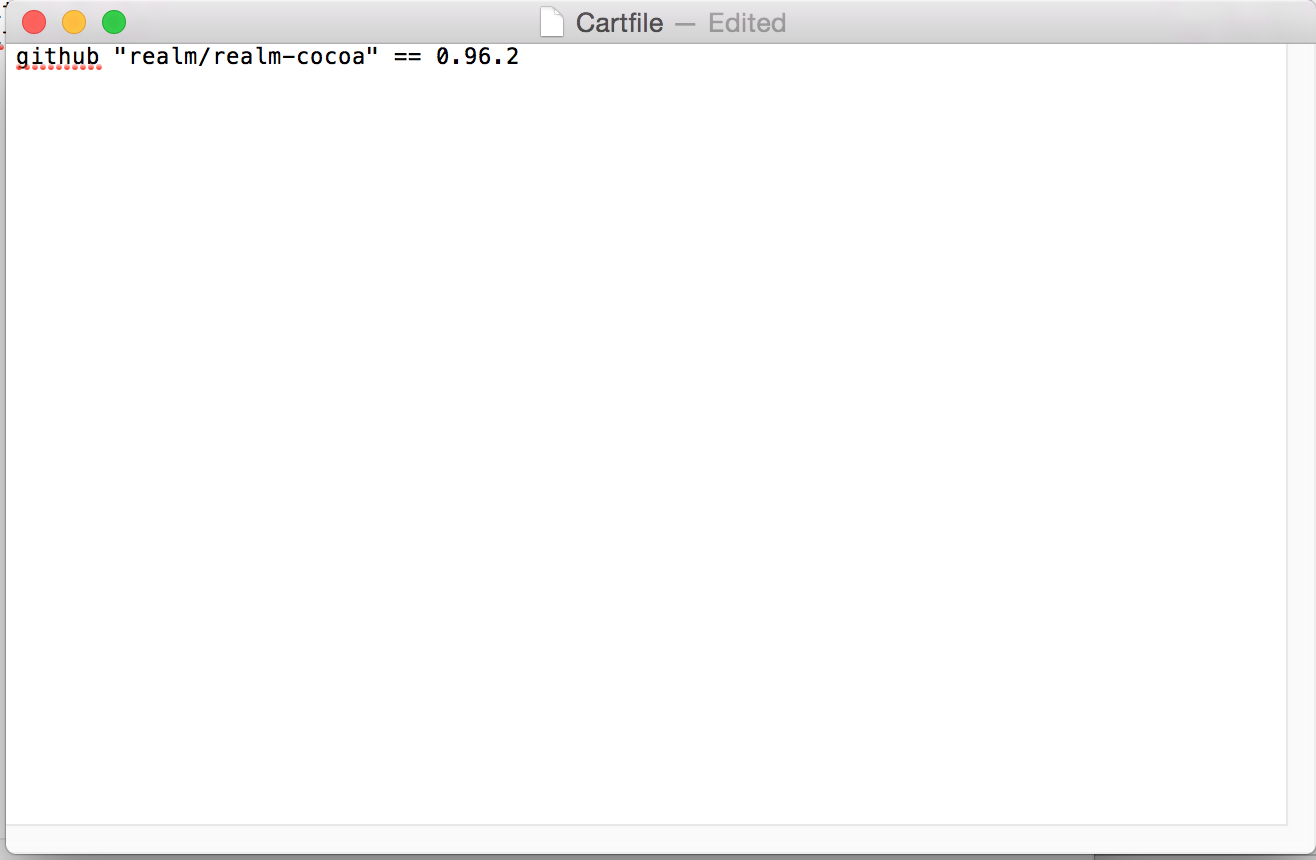 Cartfile — Edited
github "realm/realm-cocoa" == 0.96.2